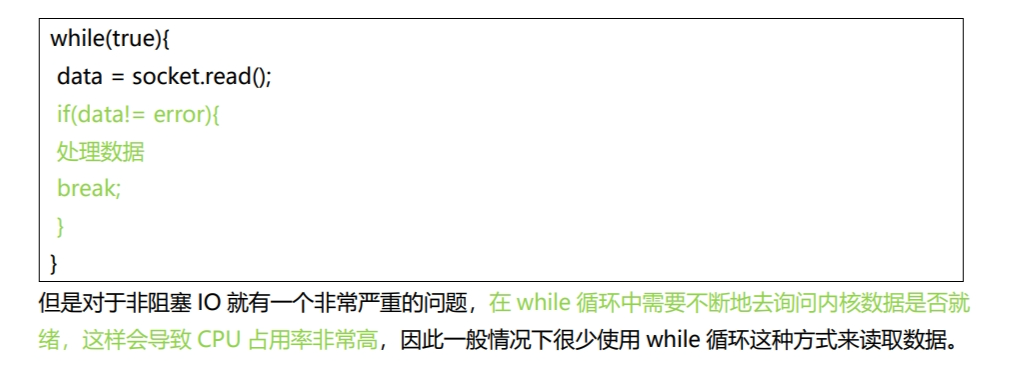 while(true){
data = socket.read();
if(data!= error){
处理数据
break;
}
}
但是对于非阻塞 IO 就有一个非常严重的问题，在 while 循环中需要不断地去询问内核数据是否就
绪，这样会导致 CPU 占用率非常高，因此一般情况下很少使用 while 循环这种方式来读取数据。